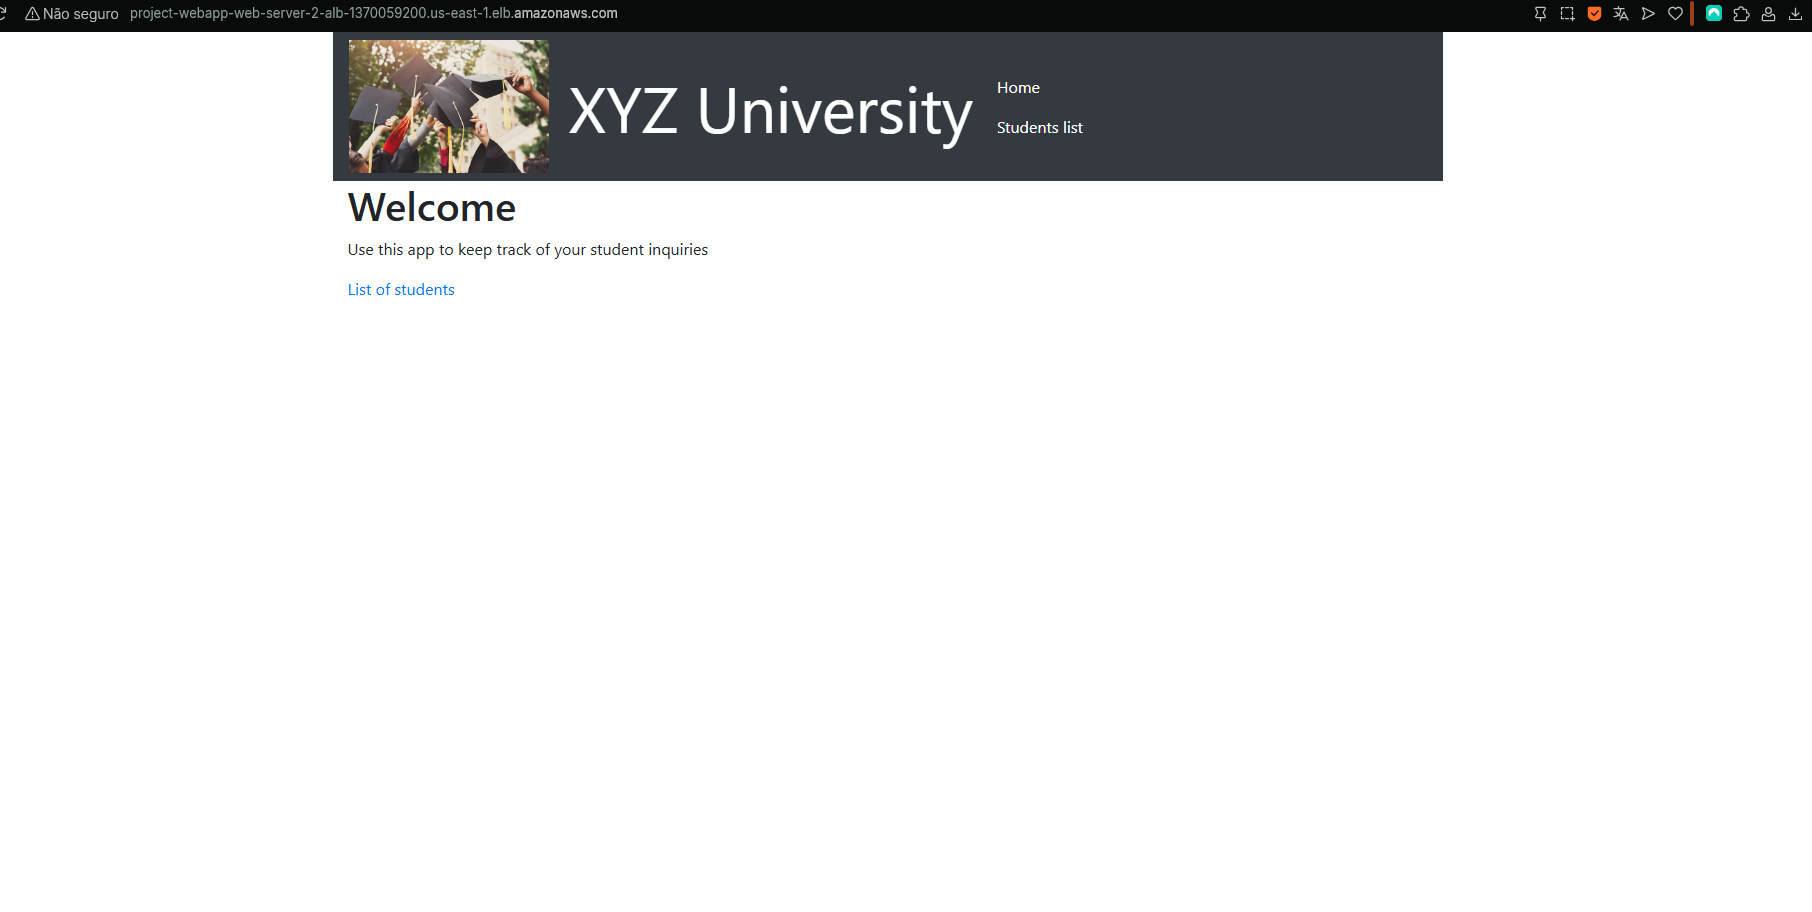 Não seguro project-webapp-web-server-2-alb-1370059200.us-east-1.elb.amazonaws.com
XYZ University
Home
Students list
Welcome
Use this app to keep track of your student inquiries
List of students